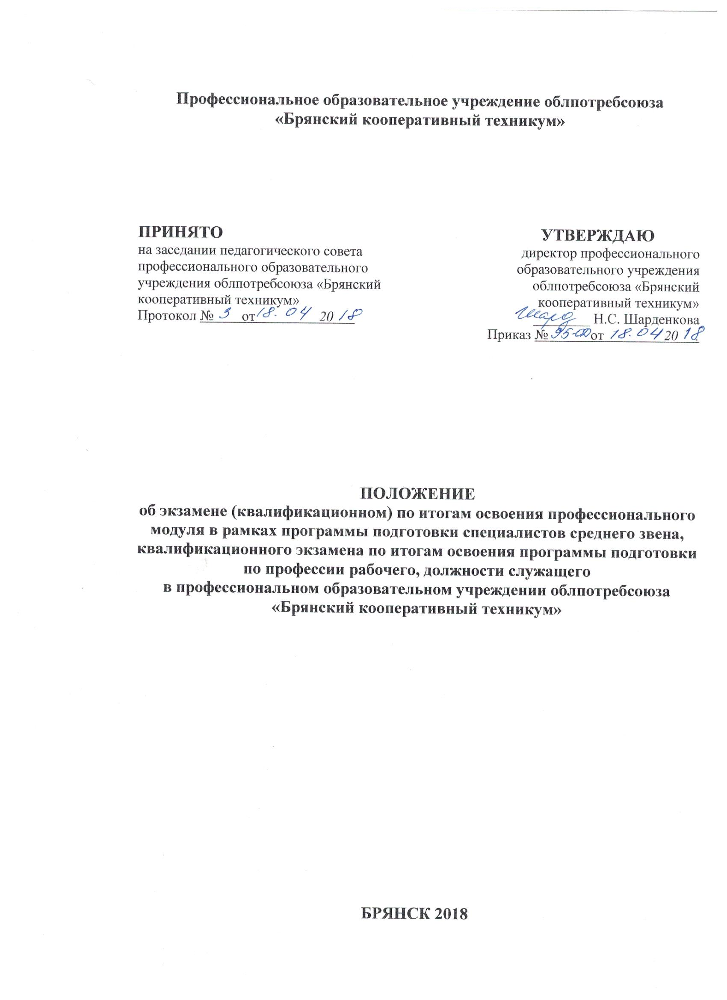 Профессиональное образовательное учреждение облпотребсоюза
«Брянский кооперативный техникум»
ПРИНЯТО
на заседании педагогического совета
профессионального образовательного
учреждения облпотребсоюза «Брянский
кооперативный техникум»
Протокол № 3 от 18.04 2018
УТВЕРЖДАЮ
директор профессионального
образовательного учреждения
облпотребсоюза «Брянский
кооперативный техникум»
Н.С. Шарденкова
Приказ № от 18.04 2018
ПОЛОЖЕНИЕ
об экзамене (квалификационном) по итогам освоения профессионального
модуля в рамках программы подготовки специалистов среднего звена,
квалификационного экзамена по итогам освоения программы подготовки
по профессии рабочего, должности служащего
в профессиональном образовательном учреждении облпотребсоюза
«Брянский кооперативный техникум»
БРЯНСК 2018